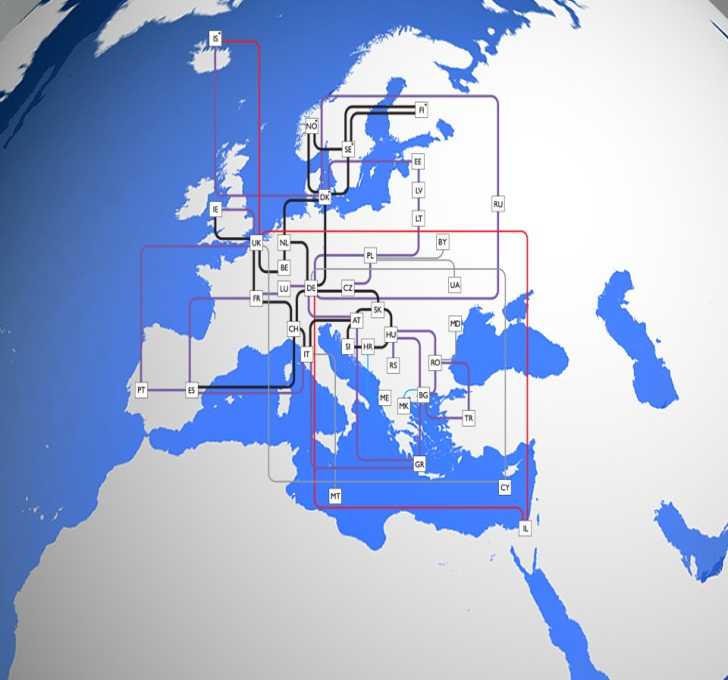 IS*
FI*
NO*
SE*
EE
LV
DK*
RU
IE
LT
UK
NL
BY
PL
BE
UA
LU
DE
CZ
FR
SK
AT
MD
CH
HU
SI
HR
IT
RO
RS
PT
ES
ME
BG
MK
TR
GR
CY
MT
IL